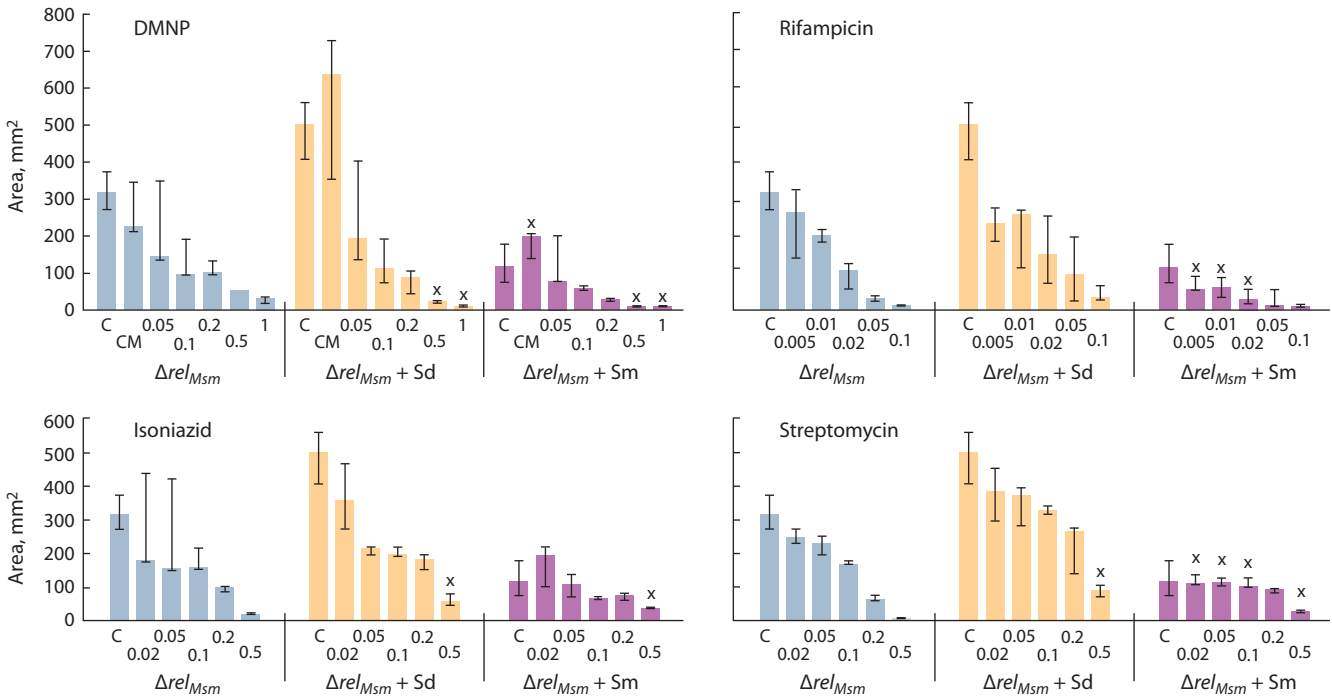 DMNP
Area, mm²
800
700
600
500
400
300
200
100
0
x x x x x
C 0.05 0.2 1 C 0.05 0.2 1 C 0.05 0.2 1
CM 0.1 0.5 CM 0.1 0.5 CM 0.1 0.5
ΔrelMsm ΔrelMsm + Sd ΔrelMsm + Sm
Rifampicin
x x x
C 0.01 0.05 C 0.01 0.05 C 0.01 0.05
0.005 0.02 0.1 0.005 0.02 0.1 0.005 0.02 0.1
ΔrelMsm ΔrelMsm + Sd ΔrelMsm + Sm
Isoniazid
Area, mm²
600
500
400
300
200
100
0
x x
C 0.05 0.2 C 0.05 0.2 C 0.05 0.2
0.02 0.1 0.5 0.02 0.1 0.5 0.02 0.1 0.5
ΔrelMsm ΔrelMsm + Sd ΔrelMsm + Sm
Streptomycin
x x x x x
C 0.05 0.2 C 0.05 0.2 C 0.05 0.2
0.02 0.1 0.5 0.02 0.1 0.5 0.02 0.1 0.5
ΔrelMsm ΔrelMsm + Sd ΔrelMsm + Sm